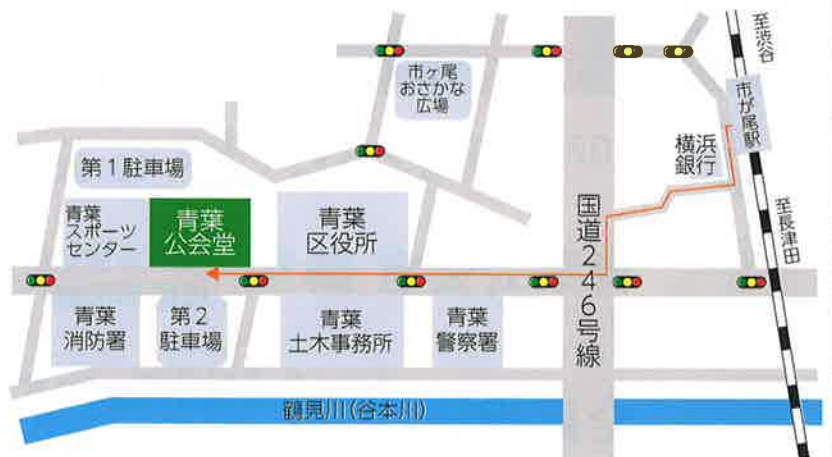 至渋谷
市が尾駅
市ヶ尾
おさかな
広場
横浜
銀行
第1駐車場
青葉
スポーツ
センター
青葉
公会堂
青葉
区役所
国道246号線
至長津田
青葉
消防署
第2
駐車場
青葉
土木事務所
青葉
警察署
鶴見川(谷本川)